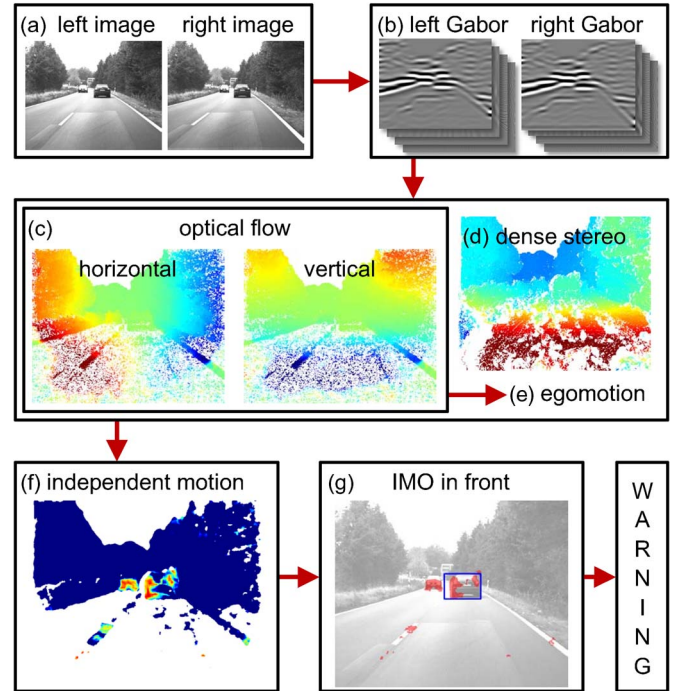 (a) left image right image
(b) left Gabor right Gabor
(c) optical flow
horizontal vertical
(d) dense stereo
(e) egomotion
(f) independent motion
(g) IMO in front
W
A
R
N
I
N
G